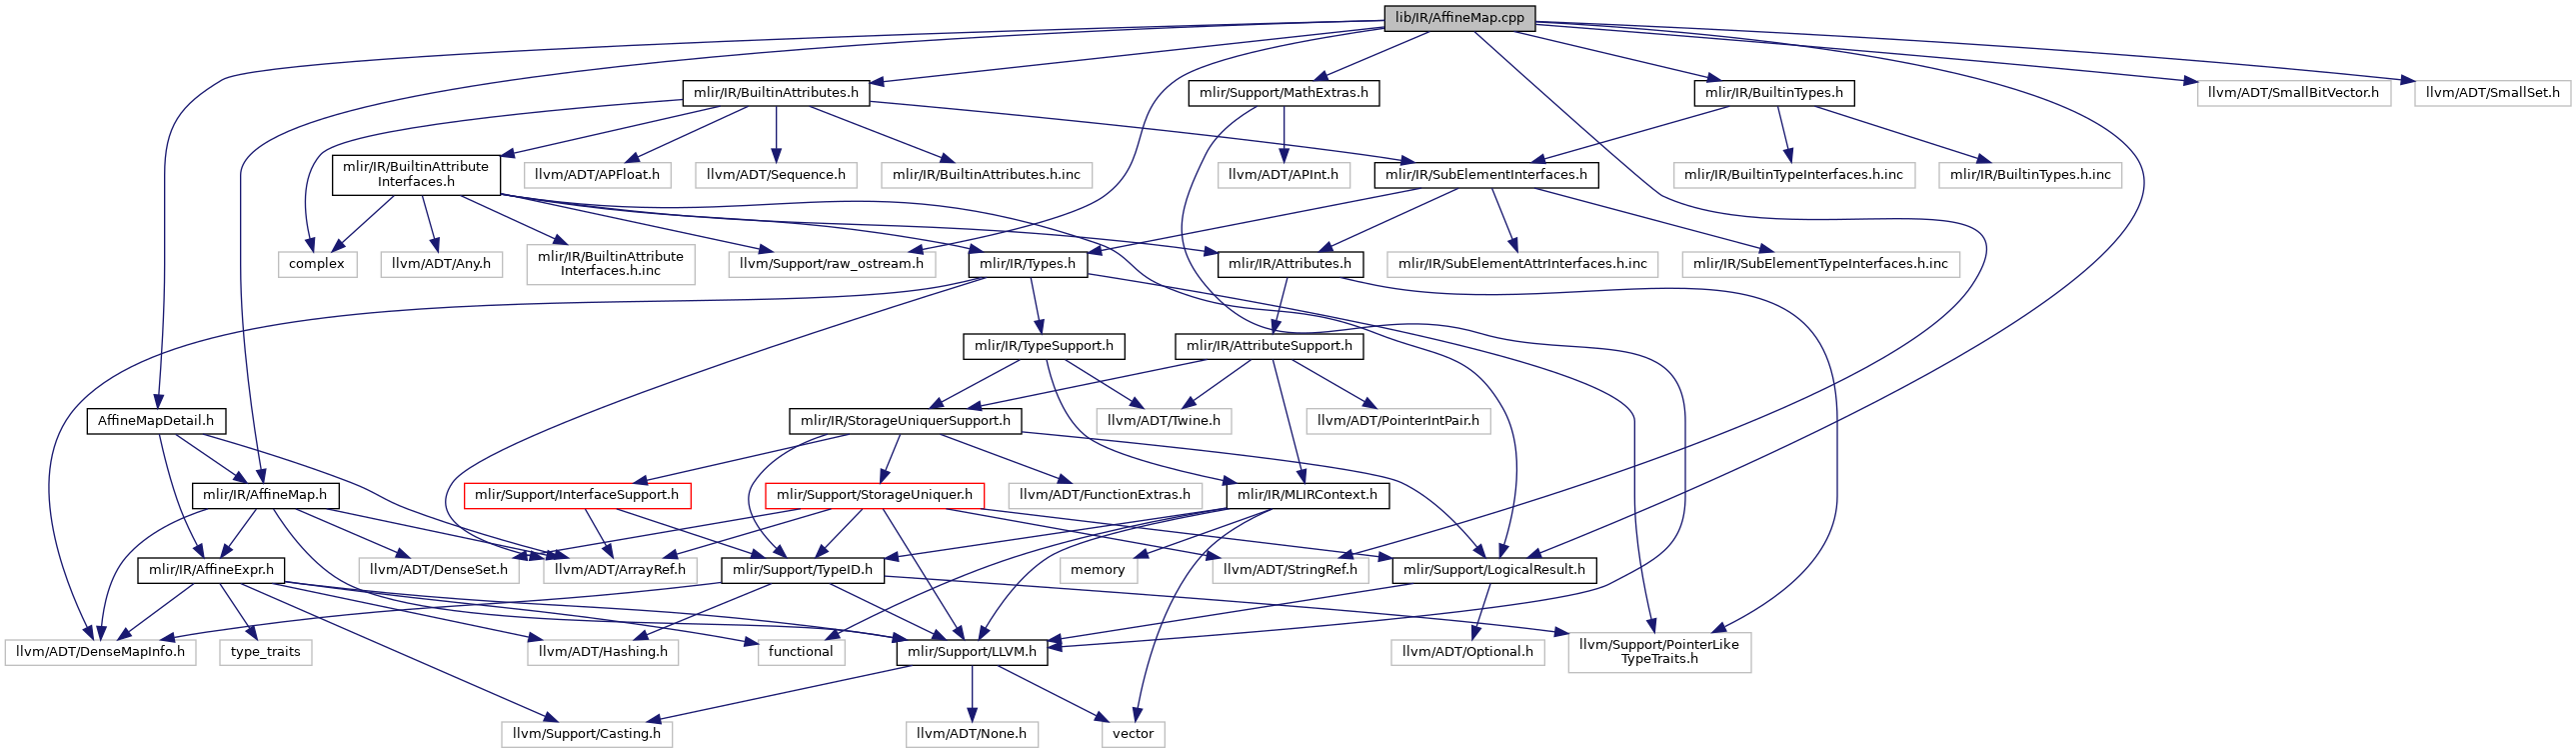 lib/IR/AffineMap.cpp
mlir/IR/BuiltinAttributes.h
mlir/Support/MathExtras.h
mlir/IR/BuiltinTypes.h
llvm/ADT/SmallBitVector.h
llvm/ADT/SmallSet.h
mlir/IR/BuiltinAttribute
Interfaces.h
llvm/ADT/APFloat.h
llvm/ADT/Sequence.h
mlir/IR/BuiltinAttributes.h.inc
llvm/ADT/APInt.h
mlir/IR/SubElementInterfaces.h
mlir/IR/BuiltinTypeInterfaces.h.inc
mlir/IR/BuiltinTypes.h.inc
complex
llvm/ADT/Any.h
mlir/IR/BuiltinAttribute
Interfaces.h.inc
llvm/Support/raw_ostream.h
mlir/IR/Types.h
mlir/IR/Attributes.h
mlir/IR/SubElementAttrInterfaces.h.inc
mlir/IR/SubElementTypeInterfaces.h.inc
mlir/IR/TypeSupport.h
mlir/IR/AttributeSupport.h
AffineMapDetail.h
mlir/IR/StorageUniquerSupport.h
llvm/ADT/Twine.h
llvm/ADT/PointerIntPair.h
mlir/IR/AffineMap.h
mlir/Support/InterfaceSupport.h
mlir/Support/StorageUniquer.h
llvm/ADT/FunctionExtras.h
mlir/IR/MLIRContext.h
mlir/IR/AffineExpr.h
llvm/ADT/DenseSet.h
llvm/ADT/ArrayRef.h
mlir/Support/TypeID.h
memory
llvm/ADT/StringRef.h
mlir/Support/LogicalResult.h
llvm/ADT/DenseMapInfo.h
type_traits
llvm/ADT/Hashing.h
functional
mlir/Support/LLVM.h
llvm/ADT/Optional.h
llvm/Support/PointerLike
TypeTraits.h
llvm/Support/Casting.h
llvm/ADT/None.h
vector